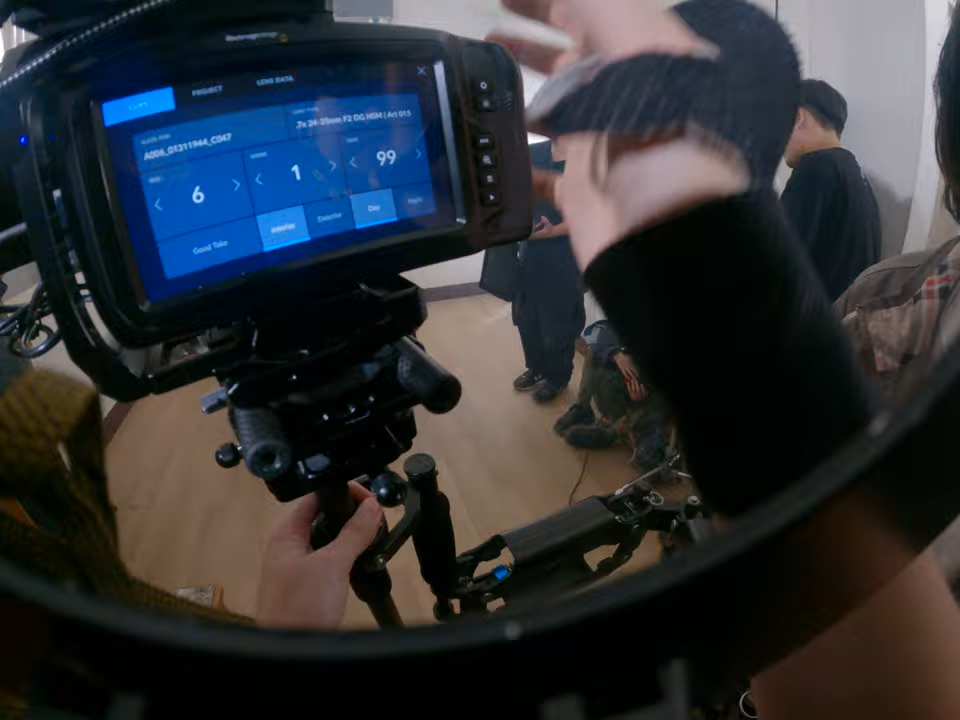 PROJECT
LENS DATA
A006_01311944_C047
.7x 24-35mm F2 DG HSM | Art 015
6
1
99
Good Take
Interior
Exterior
Day
Night